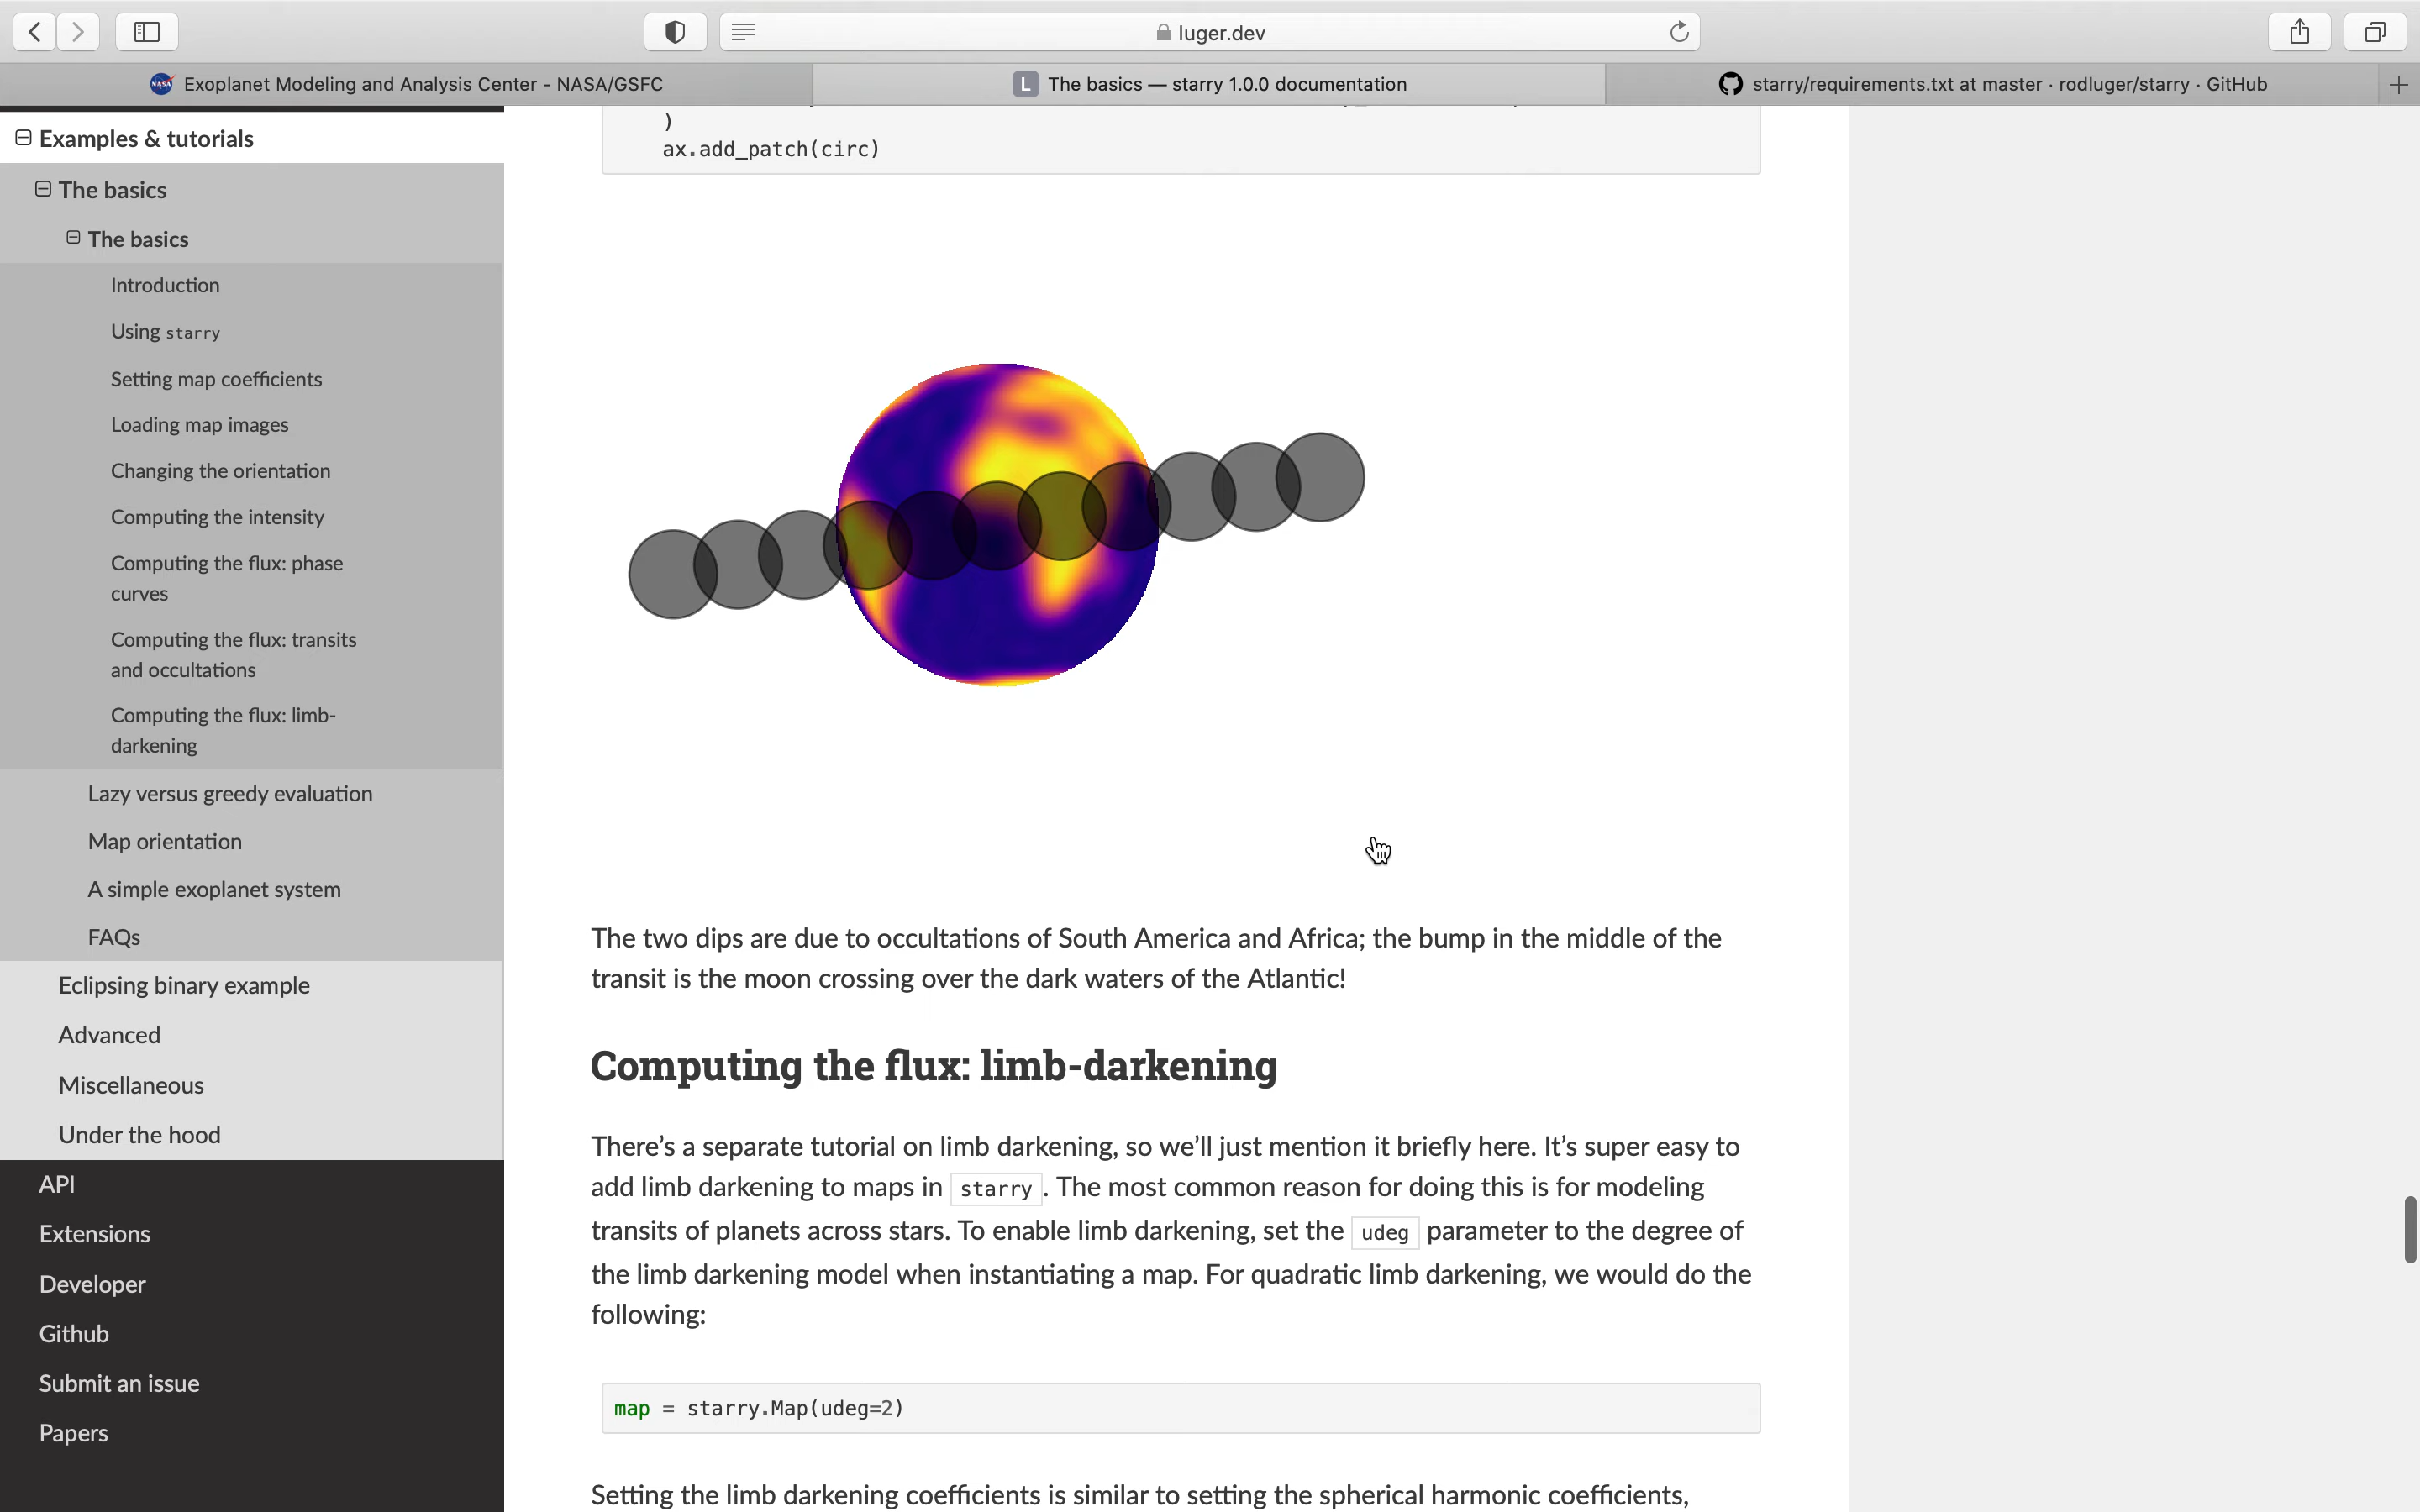 luger.dev
Exoplanet Modeling and Analysis Center - NASA/GSFC
L The basics — starry 1.0.0 documentation
starry/requirements.txt at master · rodluger/starry · GitHub
Examples & tutorials
The basics
The basics
Introduction
Using starry
Setting map coefficients
Loading map images
Changing the orientation
Computing the intensity
Computing the flux: phase
curves
Computing the flux: transits
and occultations
Computing the flux: limb-
darkening
Lazy versus greedy evaluation
Map orientation
A simple exoplanet system
FAQs
Eclipsing binary example
Advanced
Miscellaneous
Under the hood
API
Extensions
Developer
Github
Submit an issue
Papers
)
ax.add_patch(circ)
The two dips are due to occultations of South America and Africa; the bump in the middle of the
transit is the moon crossing over the dark waters of the Atlantic!
Computing the flux: limb-darkening
There’s a separate tutorial on limb darkening, so we’ll just mention it briefly here. It’s super easy to
add limb darkening to maps in starry . The most common reason for doing this is for modeling
transits of planets across stars. To enable limb darkening, set the udeg parameter to the degree of
the limb darkening model when instantiating a map. For quadratic limb darkening, we would do the
following:
map = starry.Map(udeg=2)
Setting the limb darkening coefficients is similar to setting the spherical harmonic coefficients,